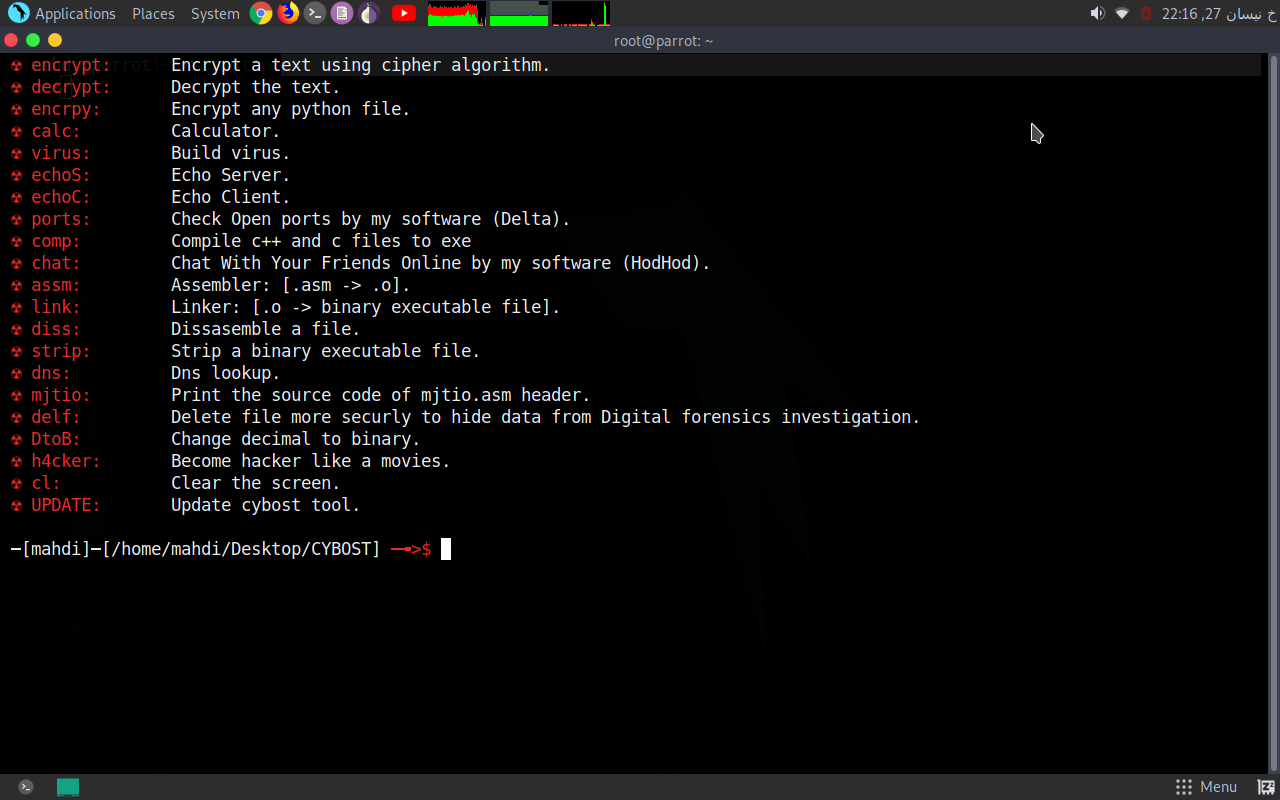 Applications Places System 22:16 ,27 نيسان خ
root@parrot: ~
☢ encrypt: Encrypt a text using cipher algorithm.
☢ decrypt: Decrypt the text.
☢ encrpy: Encrypt any python file.
☢ calc: Calculator.
☢ virus: Build virus.
☢ echoS: Echo Server.
☢ echoC: Echo Client.
☢ ports: Check Open ports by my software (Delta).
☢ comp: Compile c++ and c files to exe
☢ chat: Chat With Your Friends Online by my software (HodHod).
☢ assm: Assembler: [.asm -> .o].
☢ link: Linker: [.o -> binary executable file].
☢ diss: Dissasemble a file.
☢ strip: Strip a binary executable file.
☢ dns: Dns lookup.
☢ mjtio: Print the source code of mjtio.asm header.
☢ delf: Delete file more securly to hide data from Digital forensics investigation.
☢ DtoB: Change decimal to binary.
☢ h4cker: Become hacker like a movies.
☢ cl: Clear the screen.
☢ UPDATE: Update cybost tool.
─[mahdi]─[/home/mahdi/Desktop/CYBOST] ──╼>$
Menu